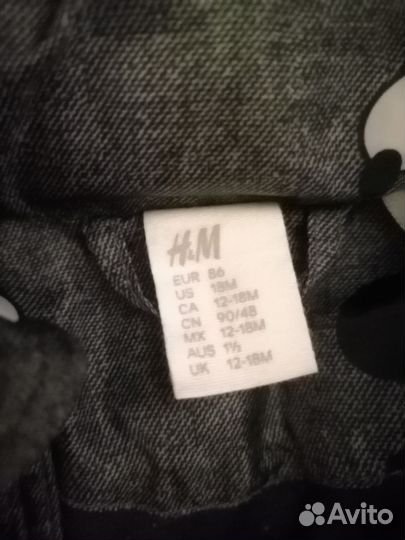 H&M
EUR 86
US 18M
CA 12-18M
CN 90/48
MX 12-18M
AUS 1½
UK 12-18M
Avito